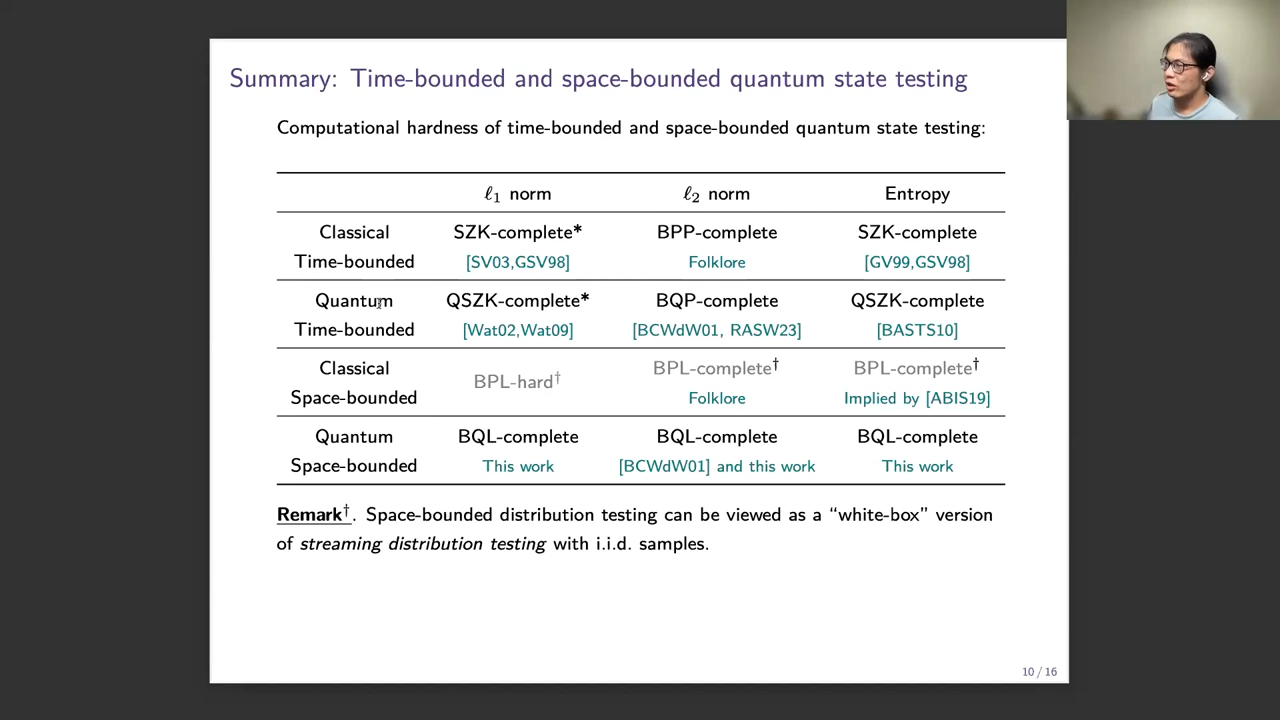 Summary: Time-bounded and space-bounded quantum state testing
Computational hardness of time-bounded and space-bounded quantum state testing:
ℓ₁ norm ℓ₂ norm Entropy
Classical SZK-complete* BPP-complete SZK-complete
Time-bounded [SV03,GSV98] Folklore [GV99,GSV98]
Quantum QSZK-complete* BQP-complete QSZK-complete
Time-bounded [Wat02,Wat09] [BCWdW01, RASW23] [BASTS10]
Classical BPL-hard† BPL-complete† BPL-complete†
Space-bounded Folklore Implied by [ABIS19]
Quantum BQL-complete BQL-complete BQL-complete
Space-bounded This work [BCWdW01] and this work This work
Remark†. Space-bounded distribution testing can be viewed as a “white-box” version
of streaming distribution testing with i.i.d. samples.
10 / 16